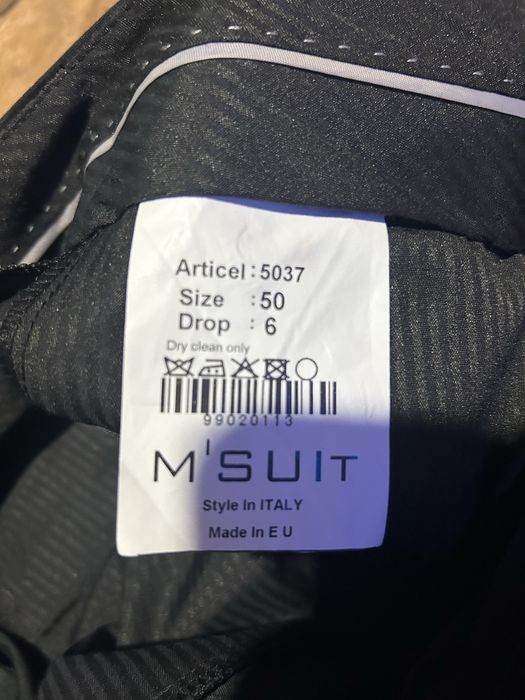 Articel : 5037
Size : 50
Drop : 6
Dry clean only
99020113
M'SUIT
Style In ITALY
Made In E U